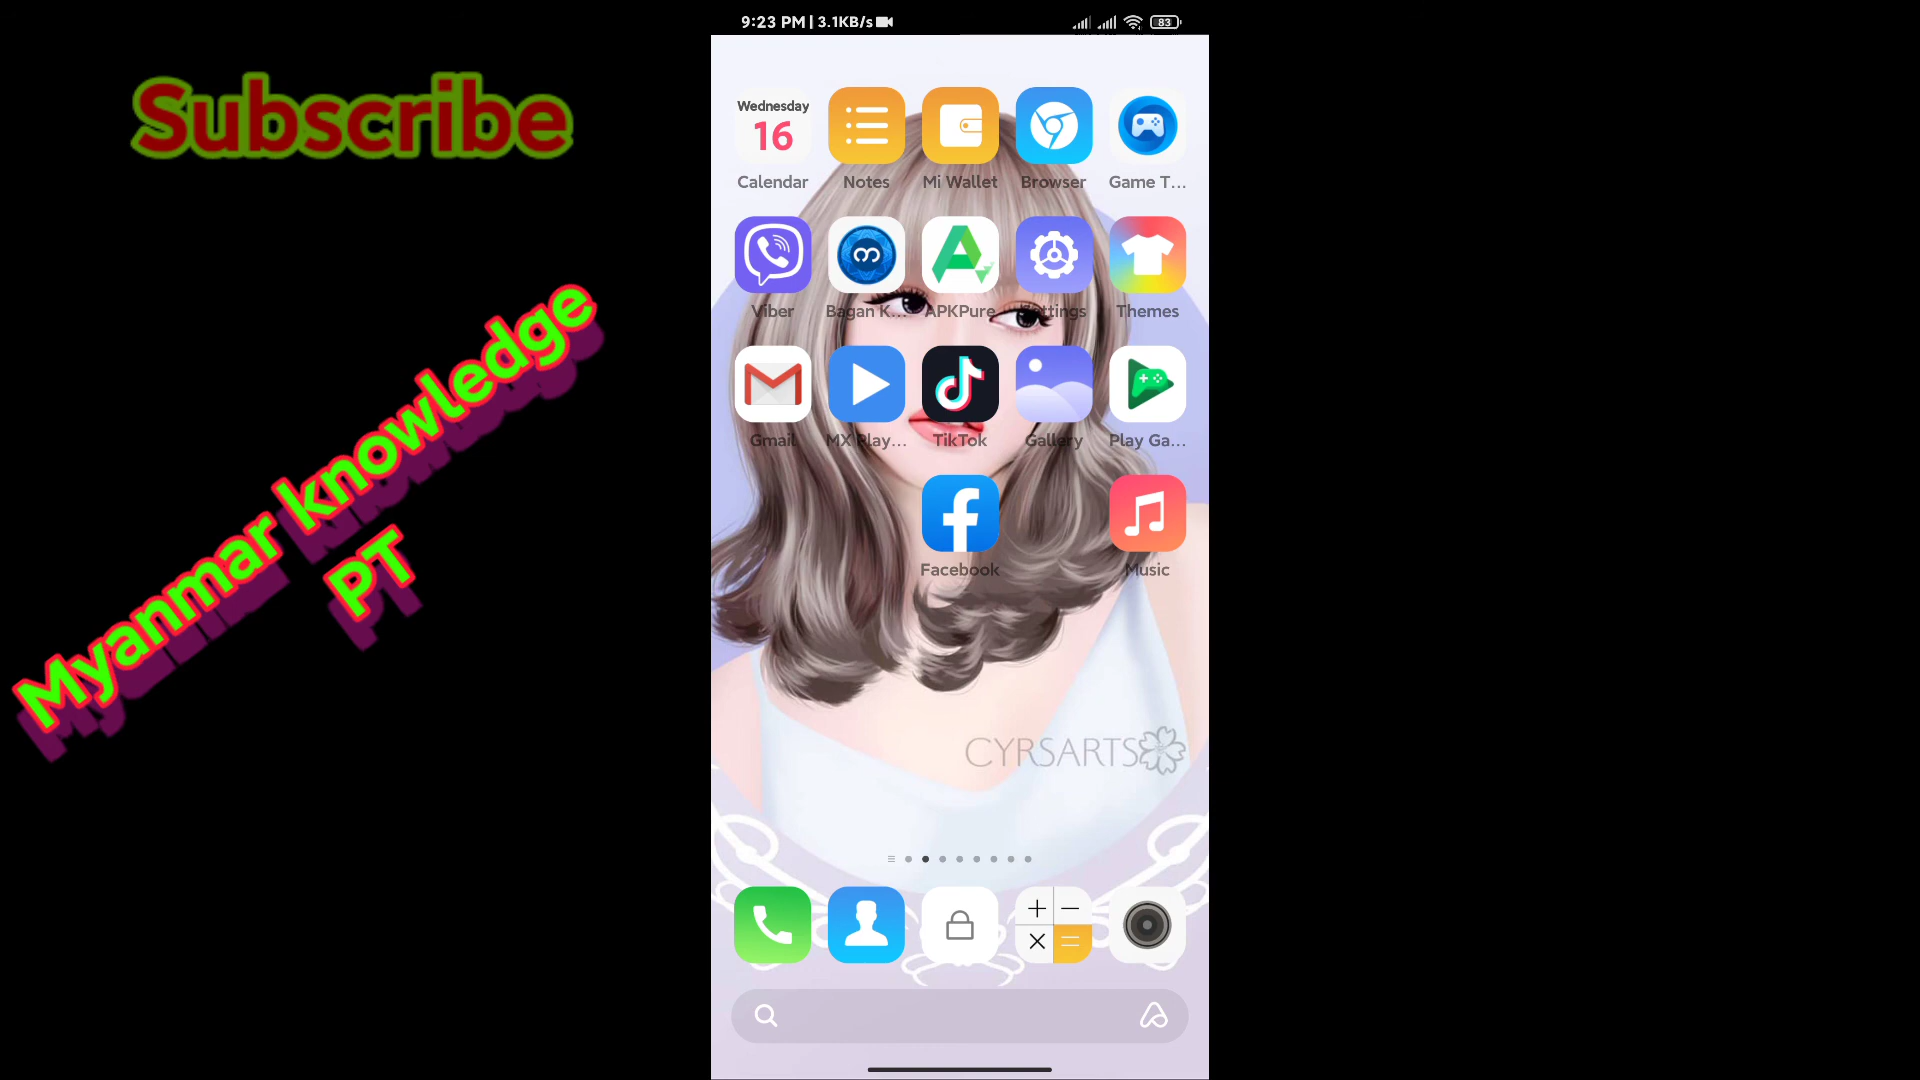 9:23 PM | 3.1KB/s 83
Subscribe
Wednesday
16
Calendar Notes Mi Wallet Browser Game T...
Viber Bagan K... APKPure Settings Themes
Gmail MX Play... TikTok Gallery Play Ga...
Facebook Music
Myanmar knowledge
PT
CYRSARTS